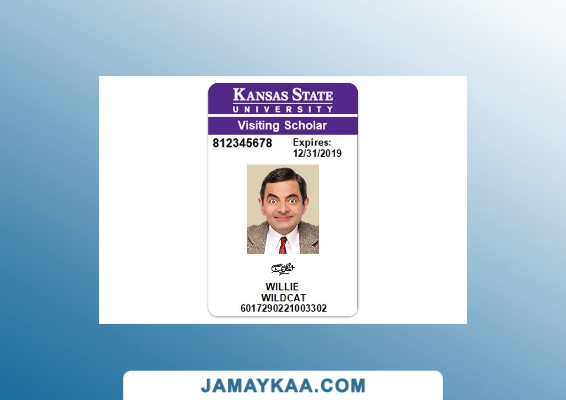 KANSAS STATE
UNIVERSITY
Visiting Scholar
812345678 Expires:
12/31/2019
WILLIE
WILDCAT
6017290221003302
JAMAYKAA.COM